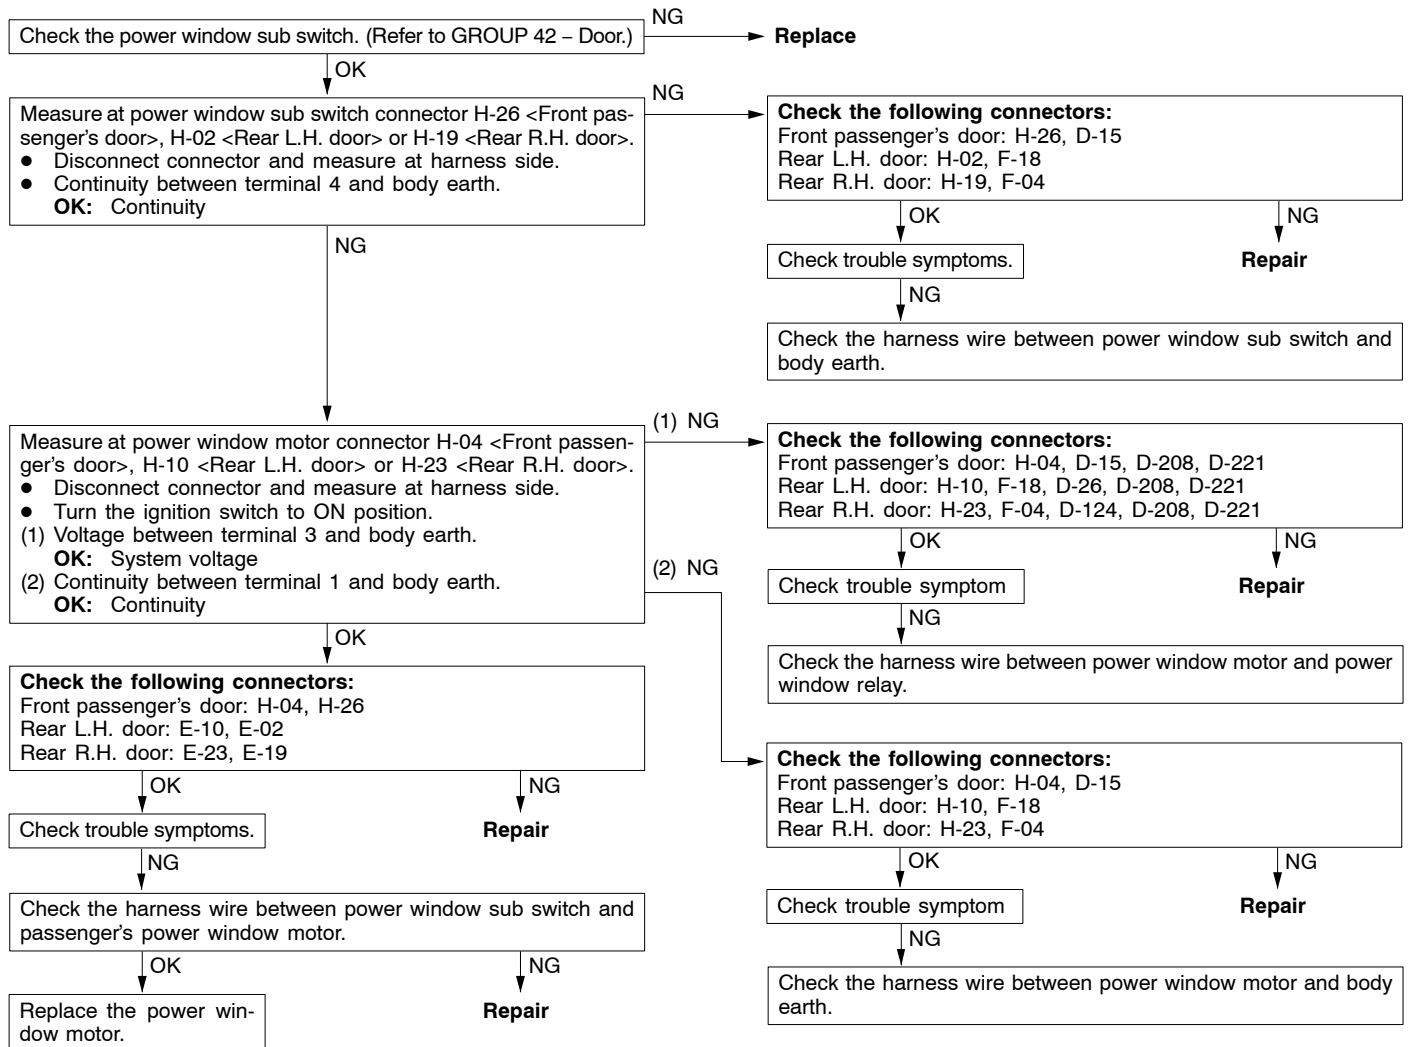 Check the power window sub switch. (Refer to GROUP 42 – Door.)
NG
Replace
OK
Measure at power window sub switch connector H-26 <Front pas-
senger's door>, H-02 <Rear L.H. door> or H-19 <Rear R.H. door>.
● Disconnect connector and measure at harness side.
● Continuity between terminal 4 and body earth.
OK: Continuity
NG
Check the following connectors:
Front passenger's door: H-26, D-15
Rear L.H. door: H-02, F-18
Rear R.H. door: H-19, F-04
OK
NG
Check trouble symptoms.
Repair
NG
Check the harness wire between power window sub switch and
body earth.
NG
Measure at power window motor connector H-04 <Front passen-
ger's door>, H-10 <Rear L.H. door> or H-23 <Rear R.H. door>.
● Disconnect connector and measure at harness side.
● Turn the ignition switch to ON position.
(1) Voltage between terminal 3 and body earth.
OK: System voltage
(2) Continuity between terminal 1 and body earth.
OK: Continuity
(1) NG
Check the following connectors:
Front passenger's door: H-04, D-15, D-208, D-221
Rear L.H. door: H-10, F-18, D-26, D-208, D-221
Rear R.H. door: H-23, F-04, D-124, D-208, D-221
OK
NG
Check trouble symptom
Repair
NG
Check the harness wire between power window motor and power
window relay.
(2) NG
Check the following connectors:
Front passenger's door: H-04, D-15
Rear L.H. door: H-10, F-18
Rear R.H. door: H-23, F-04
OK
NG
Check trouble symptom
Repair
NG
Check the harness wire between power window motor and body
earth.
OK
Check the following connectors:
Front passenger's door: H-04, H-26
Rear L.H. door: E-10, E-02
Rear R.H. door: E-23, E-19
OK
NG
Check trouble symptoms.
Repair
NG
Check the harness wire between power window sub switch and
passenger's power window motor.
OK
NG
Replace the power win-
dow motor.
Repair